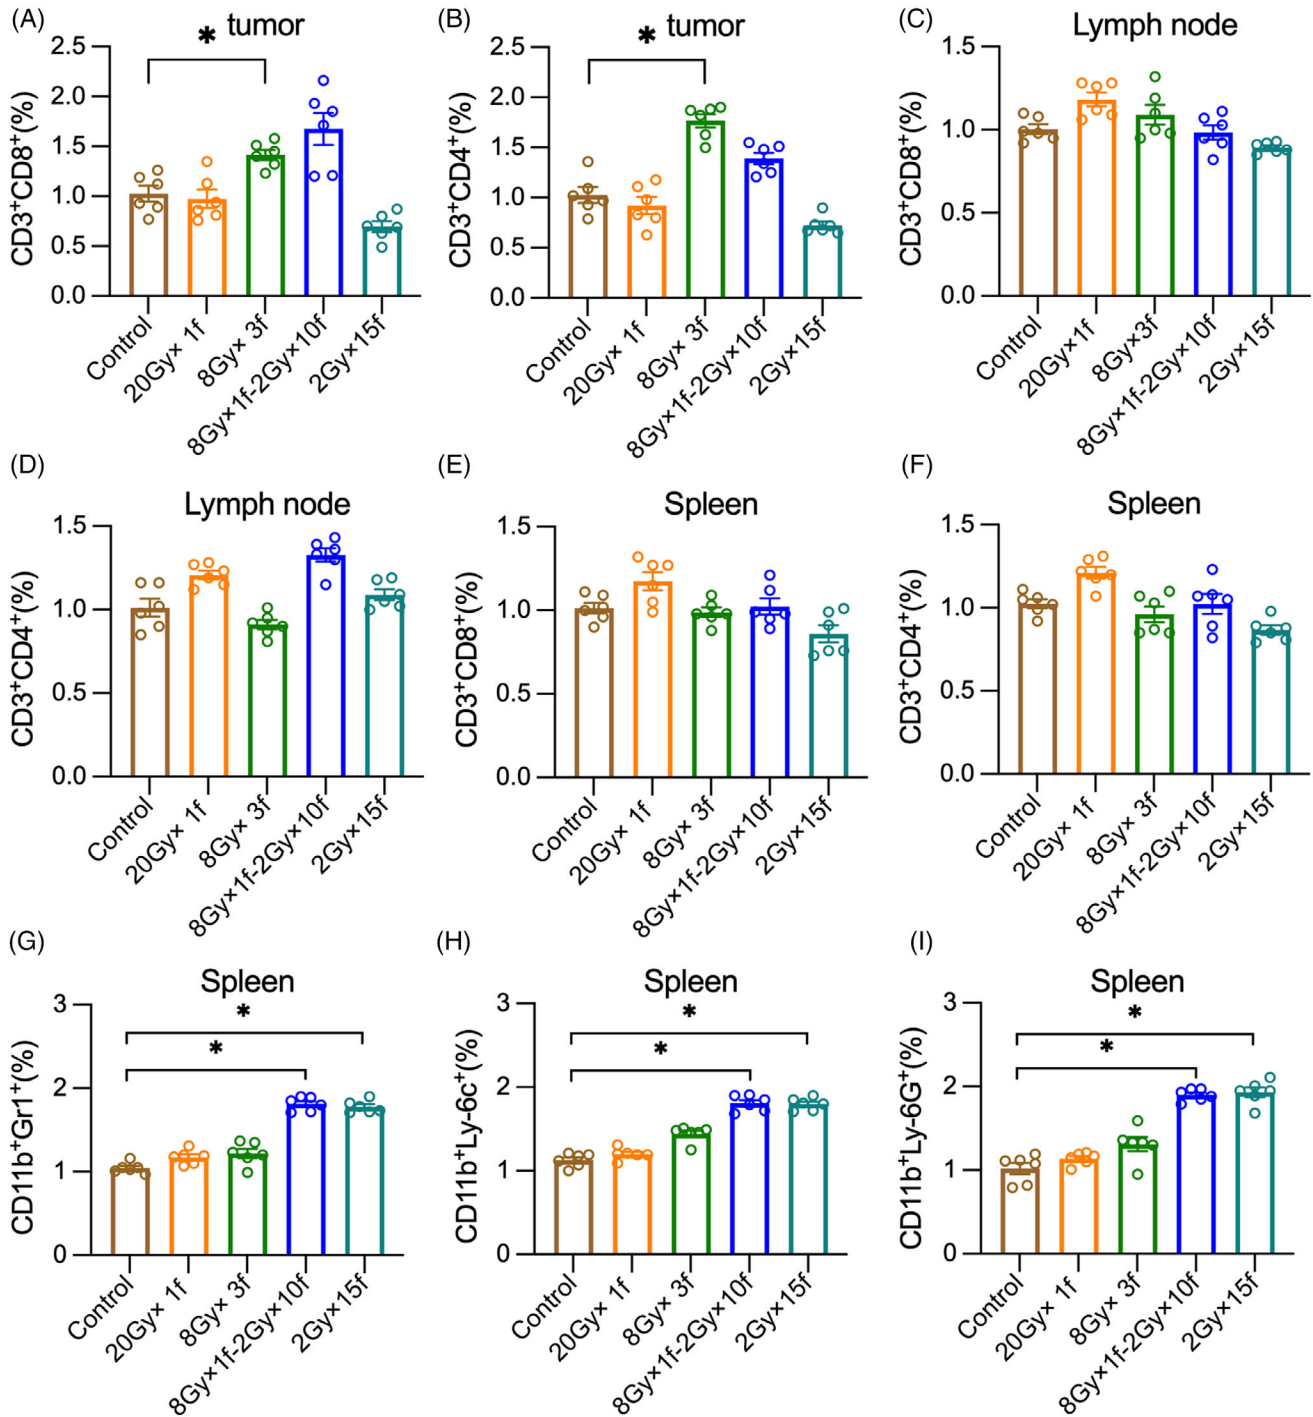 (A)
* tumor
CD3+CD8+(%)
2.5
2.0
1.5
1.0
0.5
0.0
Control
20Gy× 1f
8Gy× 3f
8Gy×1f-2Gy×10f
2Gy×15f
(B)
* tumor
CD3+CD4+(%)
2.5
2.0
1.5
1.0
0.5
0.0
Control
20Gy× 1f
8Gy× 3f
8Gy×1f-2Gy×10f
2Gy×15f
(C)
Lymph node
CD3+CD8+(%)
1.5
1.0
0.5
0.0
Control
20Gy×1f
8Gy×3f
8Gy×1f-2Gy×10f
2Gy×15f
(D)
Lymph node
CD3+CD4+(%)
1.5
1.0
0.5
0.0
Control
20Gy× 1f
8Gy× 3f
8Gy×1f-2Gy×10f
2Gy×15f
(E)
Spleen
CD3+CD8+(%)
1.5
1.0
0.5
0.0
Control
20Gy× 1f
8Gy× 3f
8Gy×1f-2Gy×10f
2Gy×15f
(F)
Spleen
CD3+CD4+(%)
1.5
1.0
0.5
0.0
Control
20Gy× 1f
8Gy× 3f
8Gy×1f-2Gy×10f
2Gy×15f
(G)
Spleen
*
*
CD11b+Gr1+(%)
3
2
1
0
Control
20Gy× 1f
8Gy× 3f
8Gy×1f-2Gy×10f
2Gy×15f
(H)
Spleen
*
*
CD11b+Ly-6c+(%)
3
2
1
0
Control
20Gy× 1f
8Gy× 3f
8Gy×1f-2Gy×10f
2Gy×15f
(I)
Spleen
*
*
CD11b+Ly-6G+(%)
3
2
1
0
Control
20Gy× 1f
8Gy× 3f
8Gy×1f-2Gy×10f
2Gy×15f